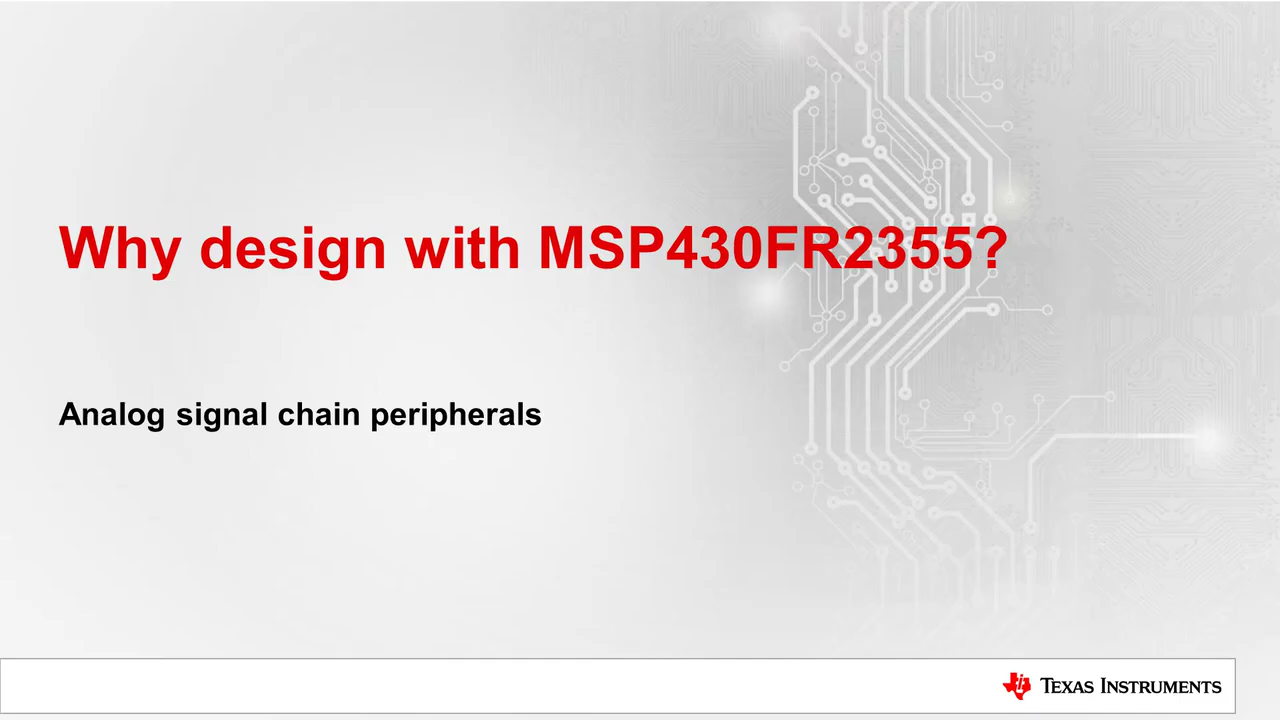 Why design with MSP430FR2355?
Analog signal chain peripherals
TEXAS INSTRUMENTS